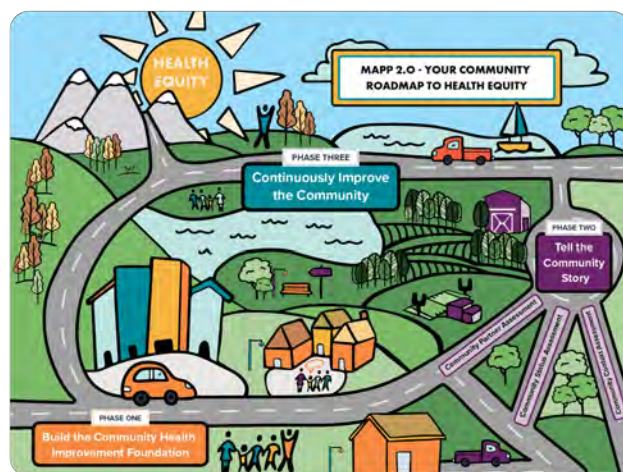 HEALTH
EQUITY
MAPP 2.0 - YOUR COMMUNITY
ROADMAP TO HEALTH EQUITY
PHASE THREE
Continuously Improve
the Community
PHASE TWO
Tell the
Community
Story
Community Partner Assessment
Community Status Assessment
Community Context Assessment
PHASE ONE
Build the Community Health
Improvement Foundation